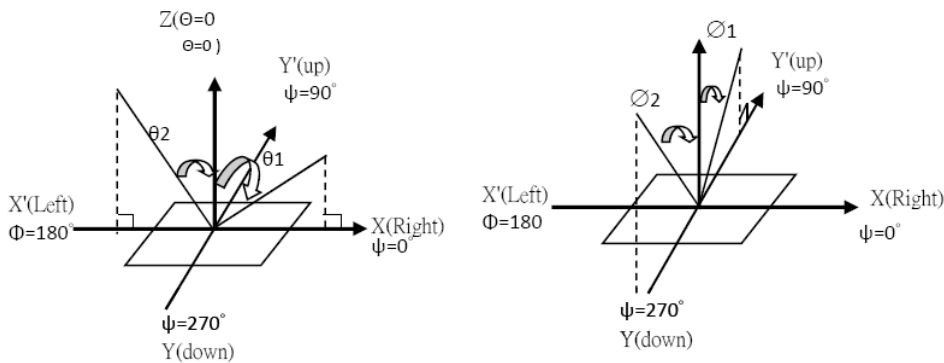 Z(Θ=0
Θ=0 )
Y'(up)
ψ=90°
θ2
θ1
X'(Left)
Φ=180°
X(Right)
ψ=0°
ψ=270°
Y(down)
∅1
Y'(up)
ψ=90°
∅2
X'(Left)
Φ=180
X(Right)
ψ=0°
ψ=270°
Y(down)